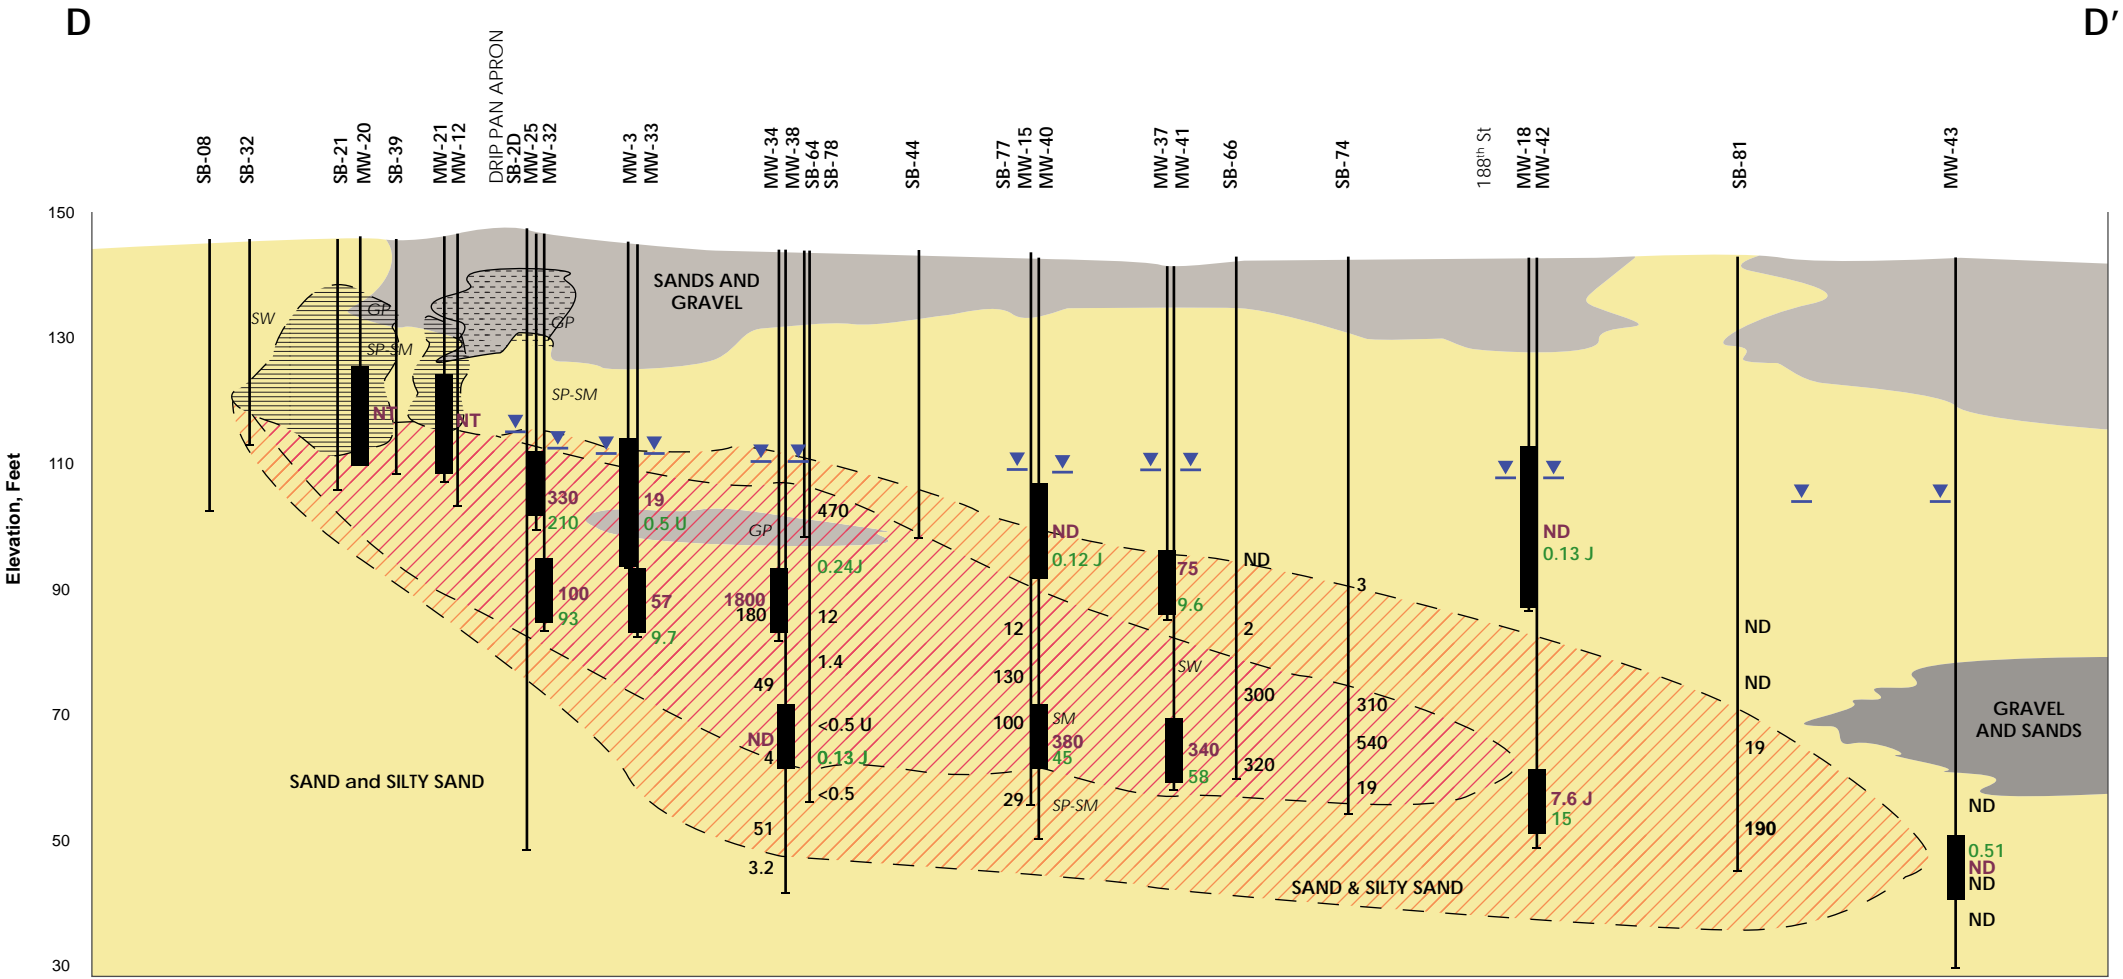 D
D′
SB-08
SB-32
SB-21
MW-20
SB-39
MW-21
MW-12
DRIP PAN APRON
SB-2D
MW-25
MW-32
MW-3
MW-33
MW-34
MW-38
SB-64
SB-78
SB-44
SB-77
MW-15
MW-40
MW-37
MW-41
SB-66
SB-74
188th St
MW-18
MW-42
SB-81
MW-43
Elevation, Feet
150
130
110
90
70
50
30
SANDS AND
GRAVEL
SW
GP
SP-SM
GP
SP-SM
NT
NT
330
210
100
93
19
0.5 U
57
9.7
GP
470
0.24J
1800
180
12
1.4
49
<0.5 U
ND
4
0.13 J
<0.5
51
3.2
ND
0.12 J
12
130
100
SM
380
45
29
SP-SM
75
9.6
SW
340
58
ND
2
300
320
3
310
540
19
ND
0.13 J
7.6 J
15
ND
ND
19
190
GRAVEL
AND SANDS
ND
0.51
ND
ND
ND
SAND and SILTY SAND
SAND & SILTY SAND